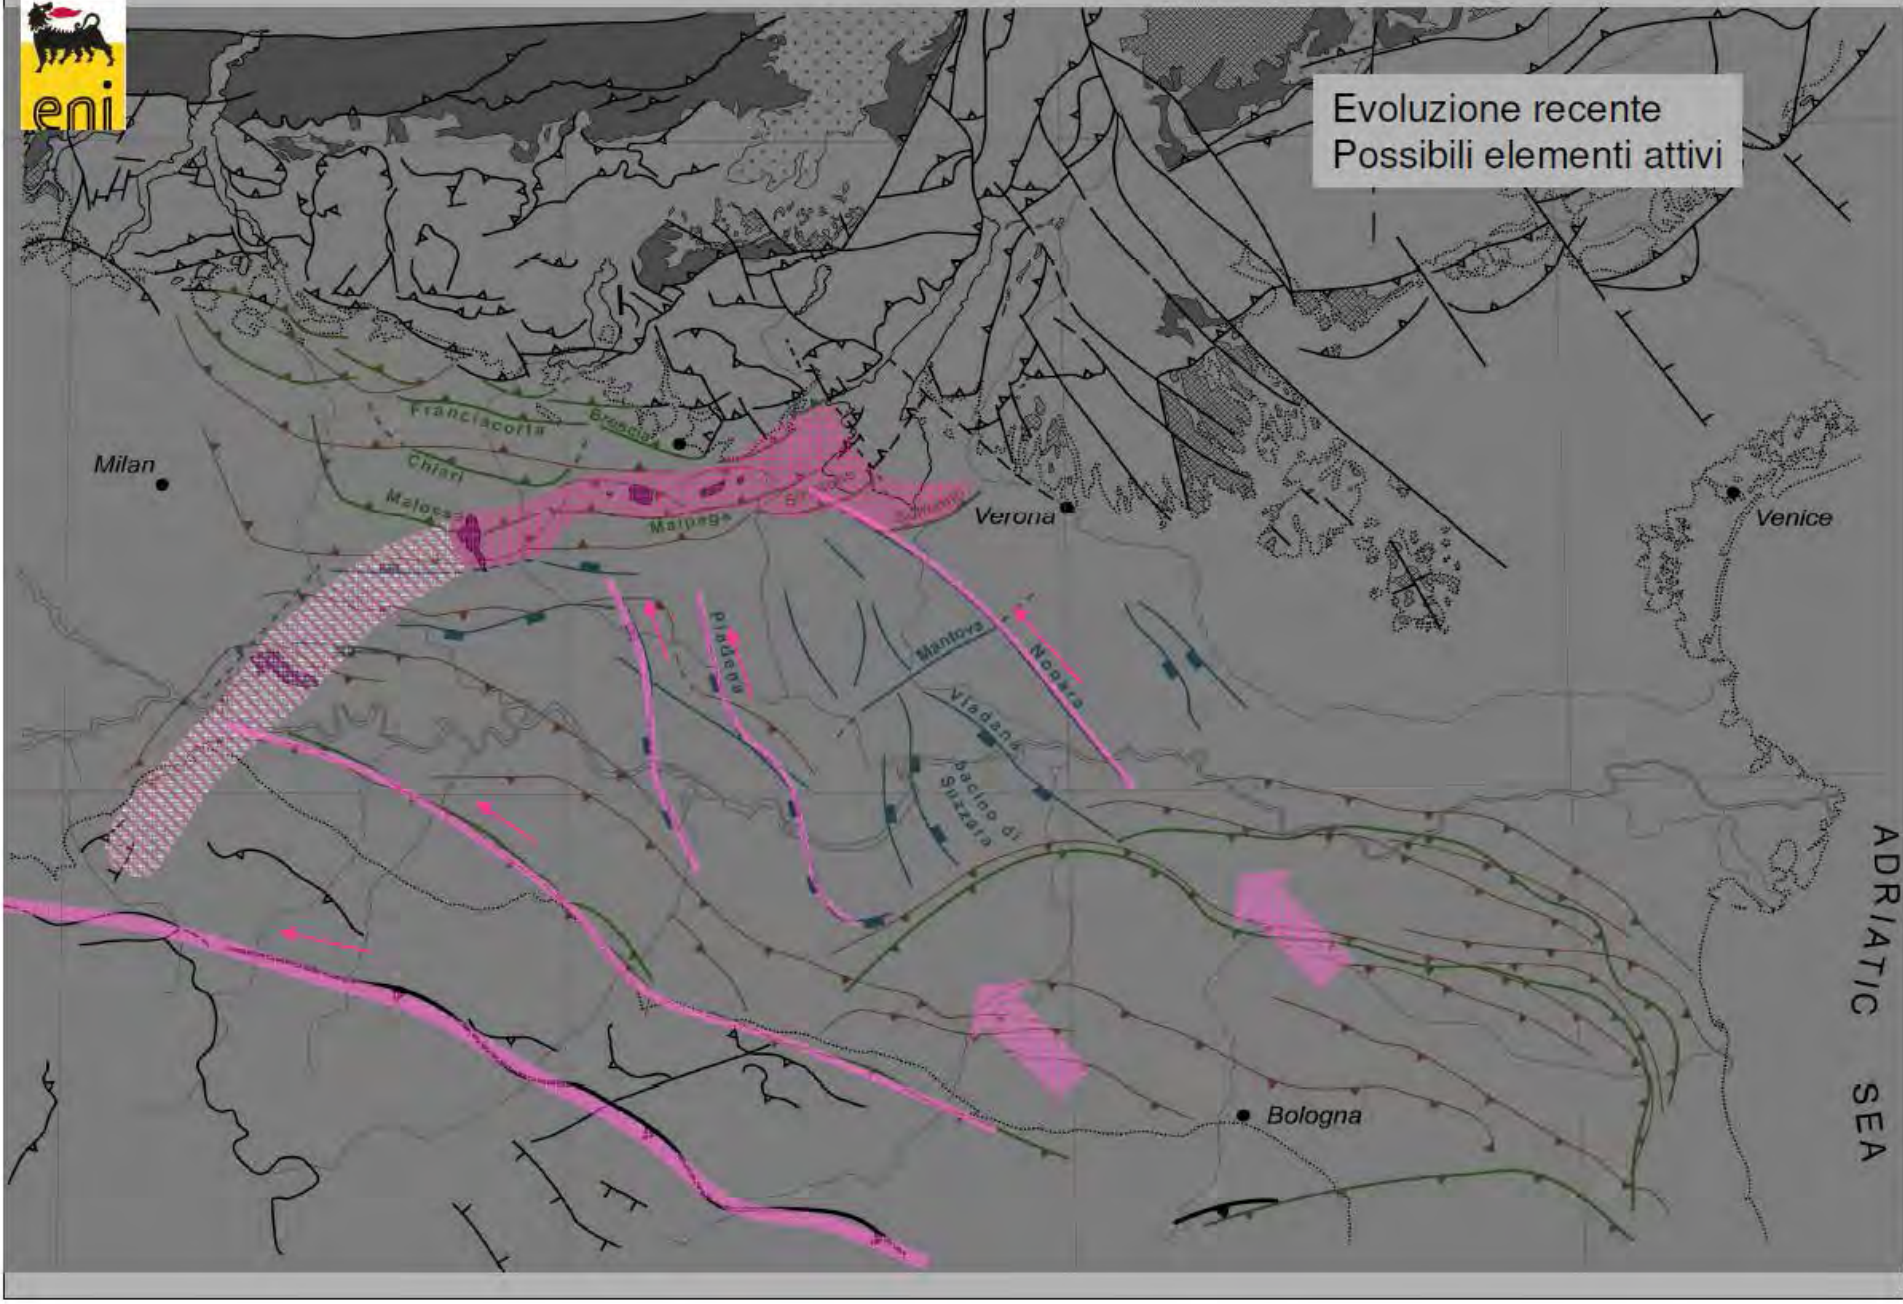 eni
Evoluzione recente
Possibili elementi attivi
Franciacorta
Brescia
Chiari
Milan
Malossa
Malpaga
Verona
Venice
Piadena
Mantova
Nogara
Viadana
bacino di
Suzzara
ADRIATIC SEA
Bologna